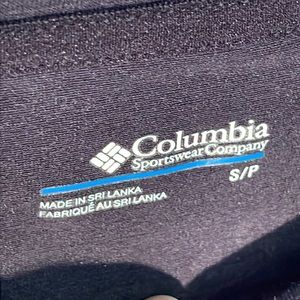 Columbia
Sportswear Company
S/P
MADE IN SRI LANKA
FABRIQUÉ AU SRI LANKA